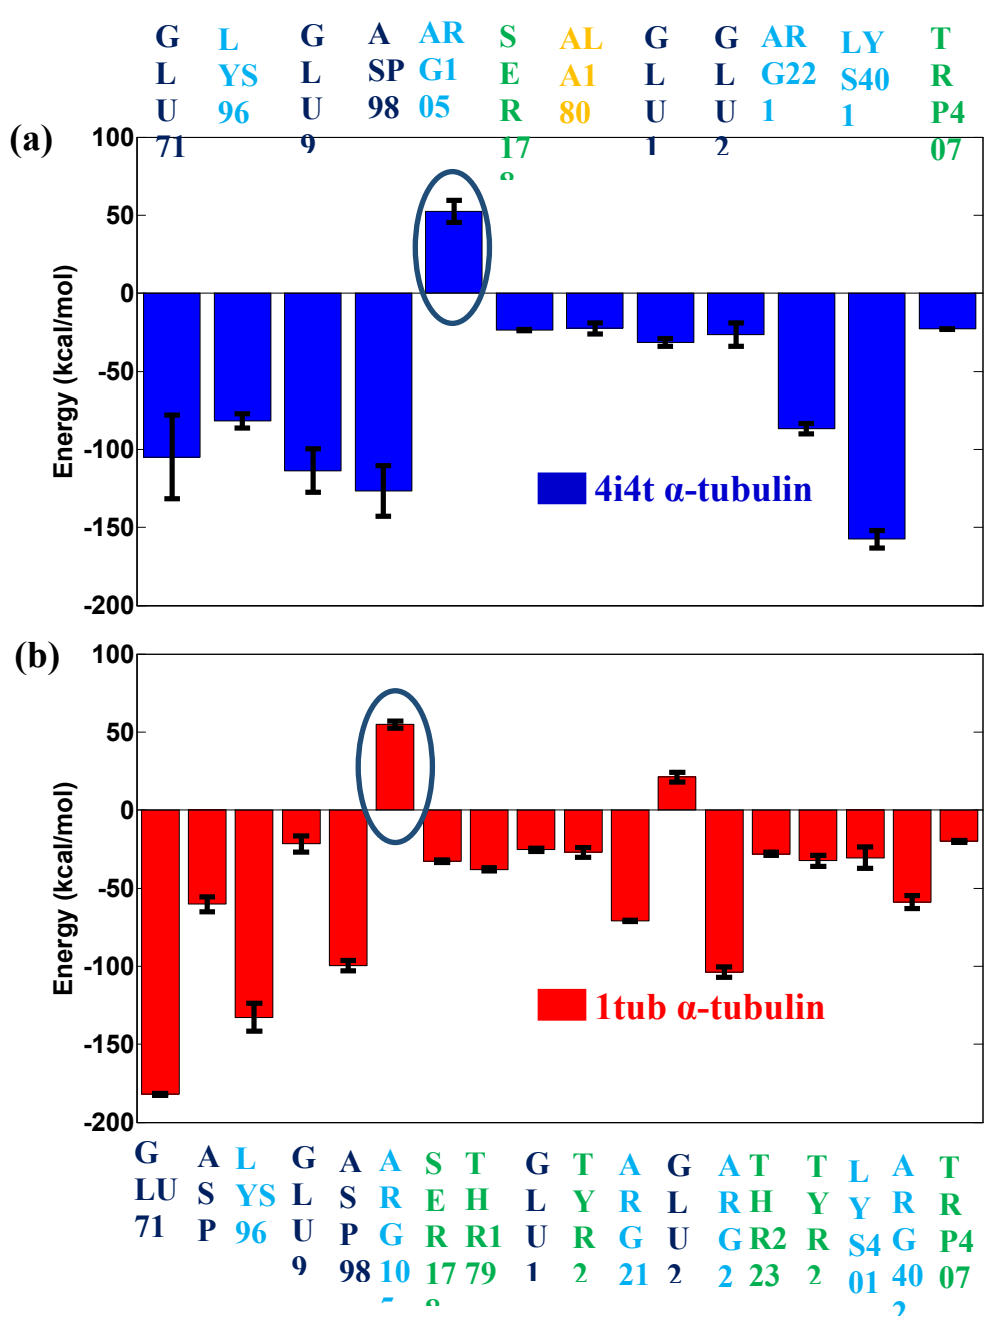 G L G A AR S AL G G AR LY T
L YS L SP G1 E A1 L L G22 S40 R
U 96 U 98 05 R 80 U U 1 1 P4
71 9 17 1 2 07
(a)
100
50
0
-50
-100
-150
-200
Energy (kcal/mol)
4i4t α-tubulin
(b)
100
50
0
-50
-100
-150
-200
Energy (kcal/mol)
1tub α-tubulin
G A L G A A S T G T A G A T T L A T
LU S YS L S R E H L Y R L R H Y Y R R
71 P 96 U P G R R1 U R G U G R2 R S4 G P4
9 98 10 17 79 1 2 21 2 2 23 2 01 40 07